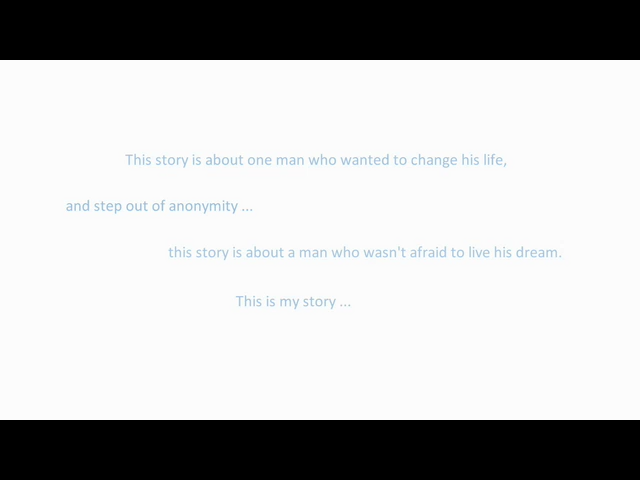 This story is about one man who wanted to change his life,
and step out of anonymity ...
this story is about a man who wasn't afraid to live his dream.
This is my story ...